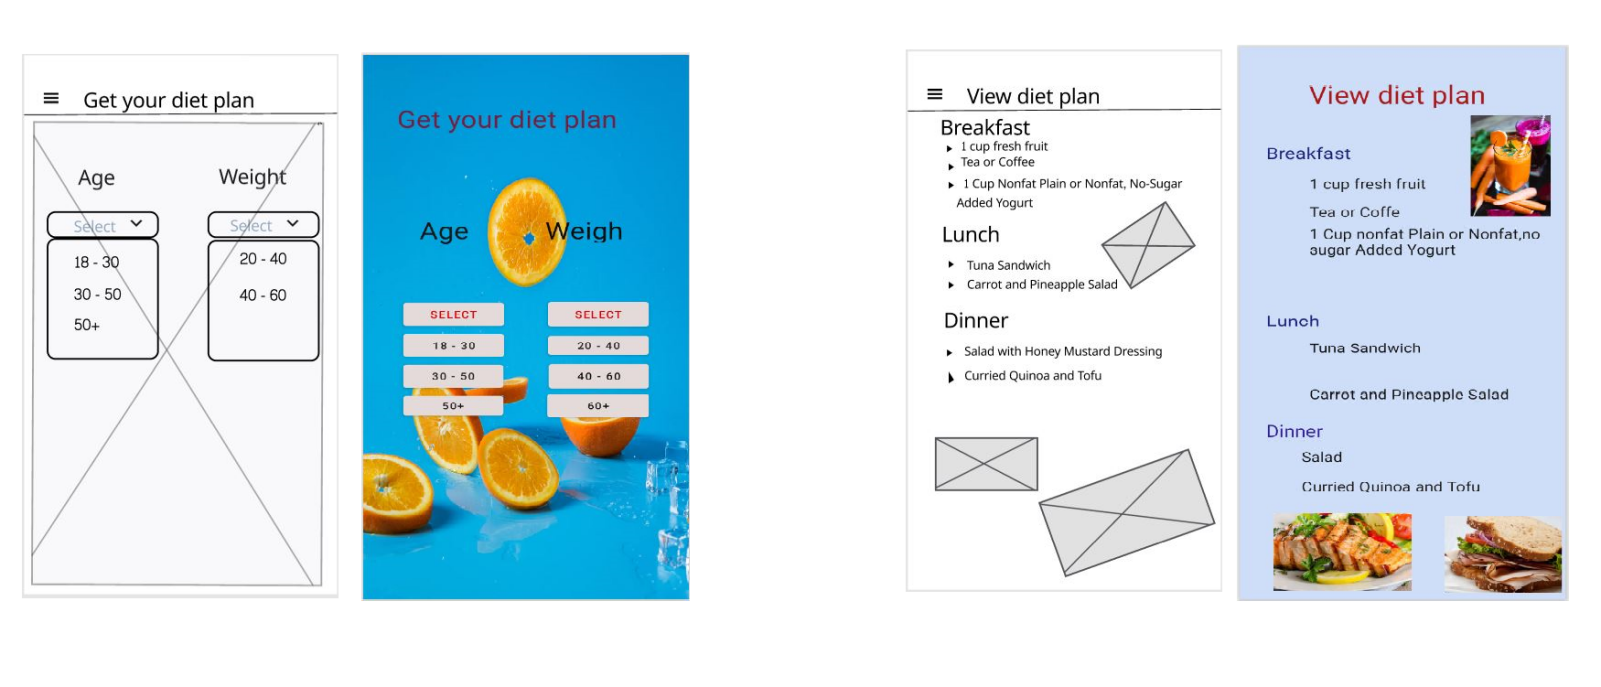 Get your diet plan
Age
Weight
Select
Select
18 - 30
20 - 40
30 - 50
40 - 60
50+
Get your diet plan
Age
Weigh
SELECT
SELECT
18 - 30
20 - 40
30 - 50
40 - 60
50+
60+
View diet plan
Breakfast
1 cup fresh fruit
Tea or Coffee
1 Cup Nonfat Plain or Nonfat, No-Sugar
Added Yogurt
Lunch
Tuna Sandwich
Carrot and Pineapple Salad
Dinner
Salad with Honey Mustard Dressing
Curried Quinoa and Tofu
View diet plan
Breakfast
1 cup fresh fruit
Tea or Coffe
1 Cup nonfat Plain or Nonfat,no
sugar Added Yogurt
Lunch
Tuna Sandwich
Carrot and Pineapple Salad
Dinner
Salad
Curried Quinoa and Tofu